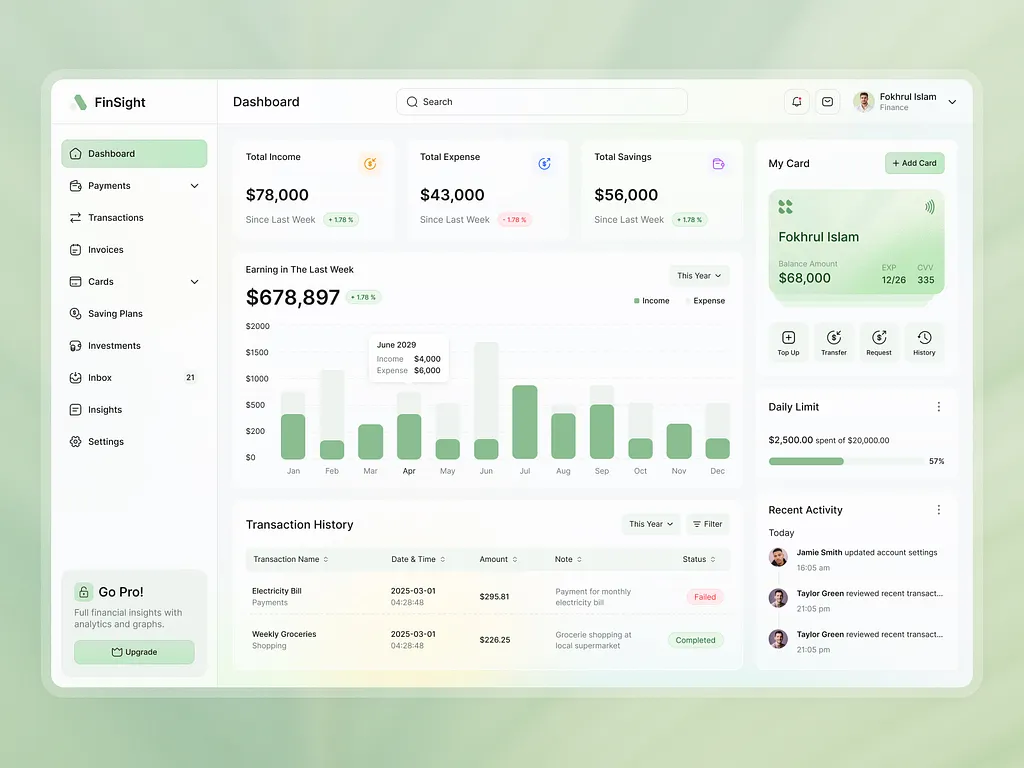 FinSight
Dashboard
Search
Fokhrul Islam
Finance
Dashboard
Payments
Transactions
Invoices
Cards
Saving Plans
Investments
Inbox 21
Insights
Settings
Go Pro!
Full financial insights with
analytics and graphs.
Upgrade
Total Income
$78,000
Since Last Week + 1.78 %
Total Expense
$43,000
Since Last Week - 1.78 %
Total Savings
$56,000
Since Last Week + 1.78 %
Earning in The Last Week
$678,897 + 1.78 %
This Year
Income Expense
$2000
$1500
$1000
$500
$200
$0
June 2029
Income $4,000
Expense $6,000
Jan Feb Mar Apr May Jun Jul Aug Sep Oct Nov Dec
Transaction History
This Year Filter
Transaction Name Date & Time Amount Note Status
Electricity Bill
Payments
2025-03-01
04:28:48
$295.81
Payment for monthly
electricity bill
Failed
Weekly Groceries
Shopping
2025-03-01
04:28:48
$226.25
Grocerie shopping at
local supermarket
Completed
My Card
+ Add Card
Fokhrul Islam
Balance Amount
$68,000
EXP
12/26
CVV
335
Top Up Transfer Request History
Daily Limit
$2,500.00 spent of $20,000.00
57%
Recent Activity
Today
Jamie Smith updated account settings
16:05 am
Taylor Green reviewed recent transact...
21:05 pm
Taylor Green reviewed recent transact...
21:05 pm